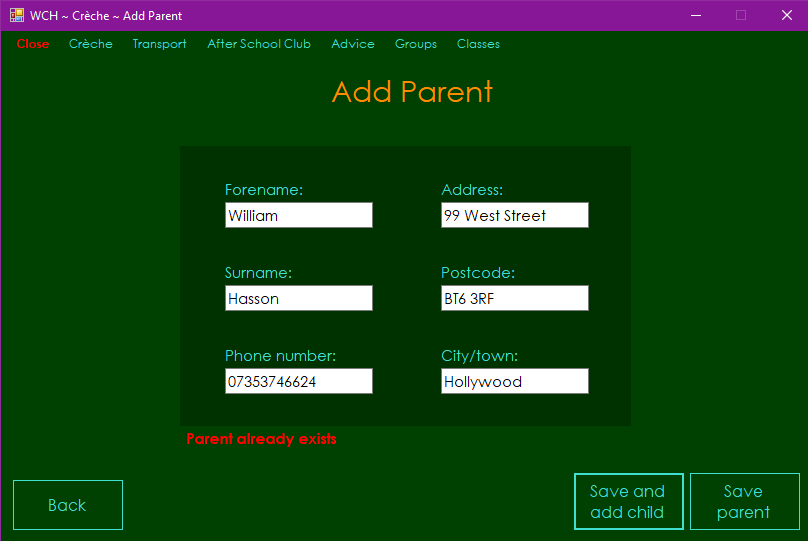 WCH ~ Crèche ~ Add Parent
Close Crèche Transport After School Club Advice Groups Classes
Add Parent
Forename: Address:
William 99 West Street
Surname: Postcode:
Hasson BT6 3RF
Phone number: City/town:
07353746624 Hollywood
Parent already exists
Back
Save and
add child
Save
parent